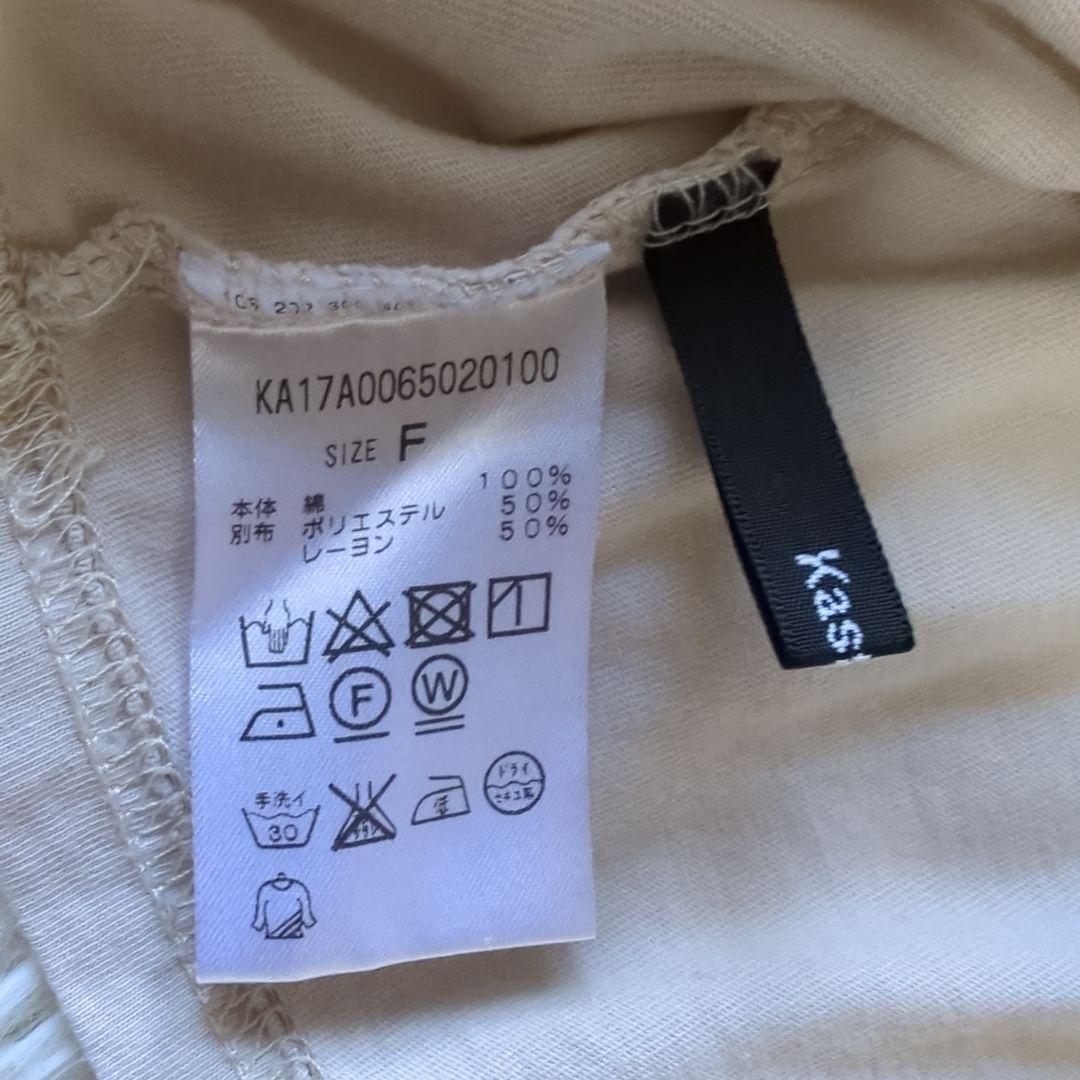 KA17A0065020100
SIZE F
本体 綿 100%
別布 ポリエステル 50%
レーヨン 50%
F
W
手洗イ
30
低
ドライ
セキユ系
Kas